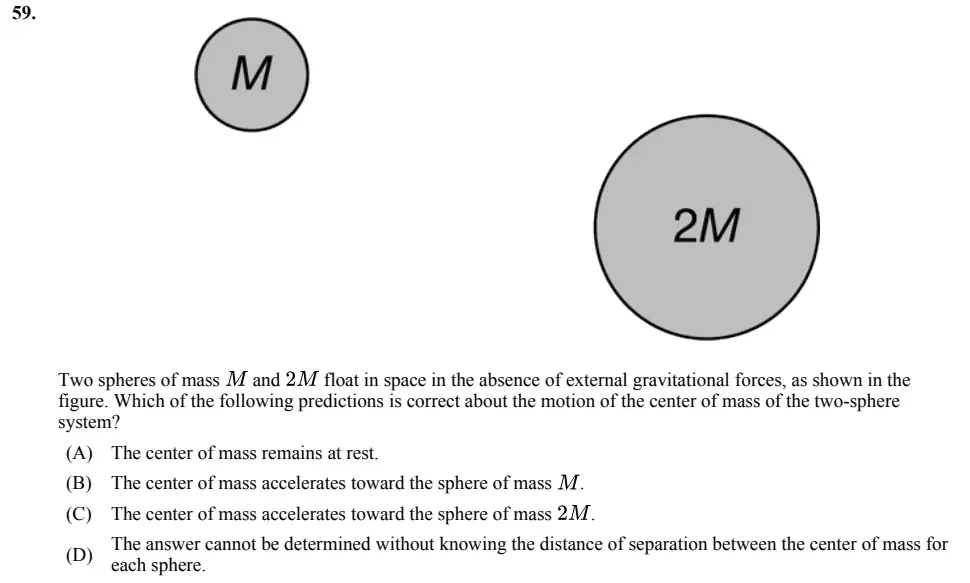 59.
M
2M
Two spheres of mass M and 2M float in space in the absence of external gravitational forces, as shown in the
figure. Which of the following predictions is correct about the motion of the center of mass of the two-sphere
system?
(A) The center of mass remains at rest.
(B) The center of mass accelerates toward the sphere of mass M.
(C) The center of mass accelerates toward the sphere of mass 2M.
(D) The answer cannot be determined without knowing the distance of separation between the center of mass for
each sphere.